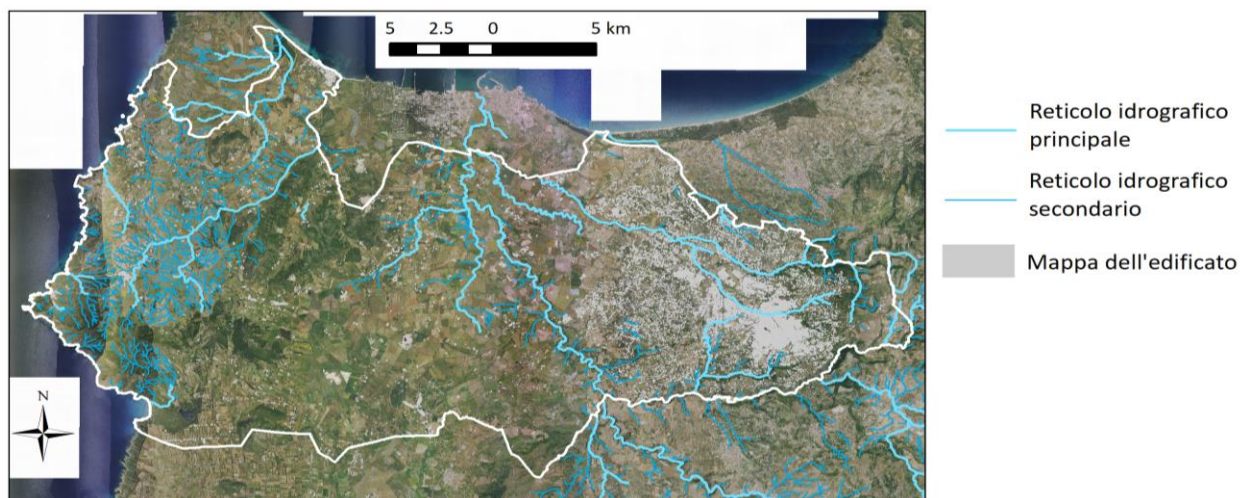 5 2.5 0 5 km
Reticolo idrografico
principale
Reticolo idrografico
secondario
Mappa dell'edificato
N